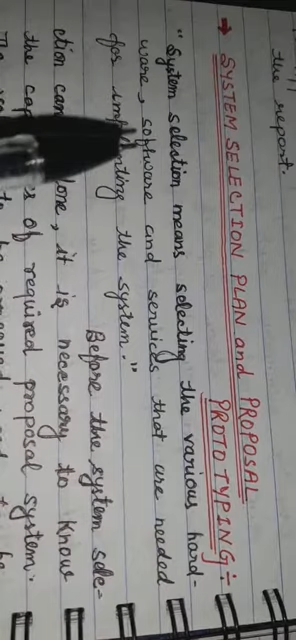 the report.
→ SYSTEM SELECTION PLAN and PROPOSAL
PROTOTYPING :-
"System selection means selecting the various hard-
ware, software and services that are needed
for the system."
Before the system sele-
ction can , it is necessary to know
the of required proposal system.
to be